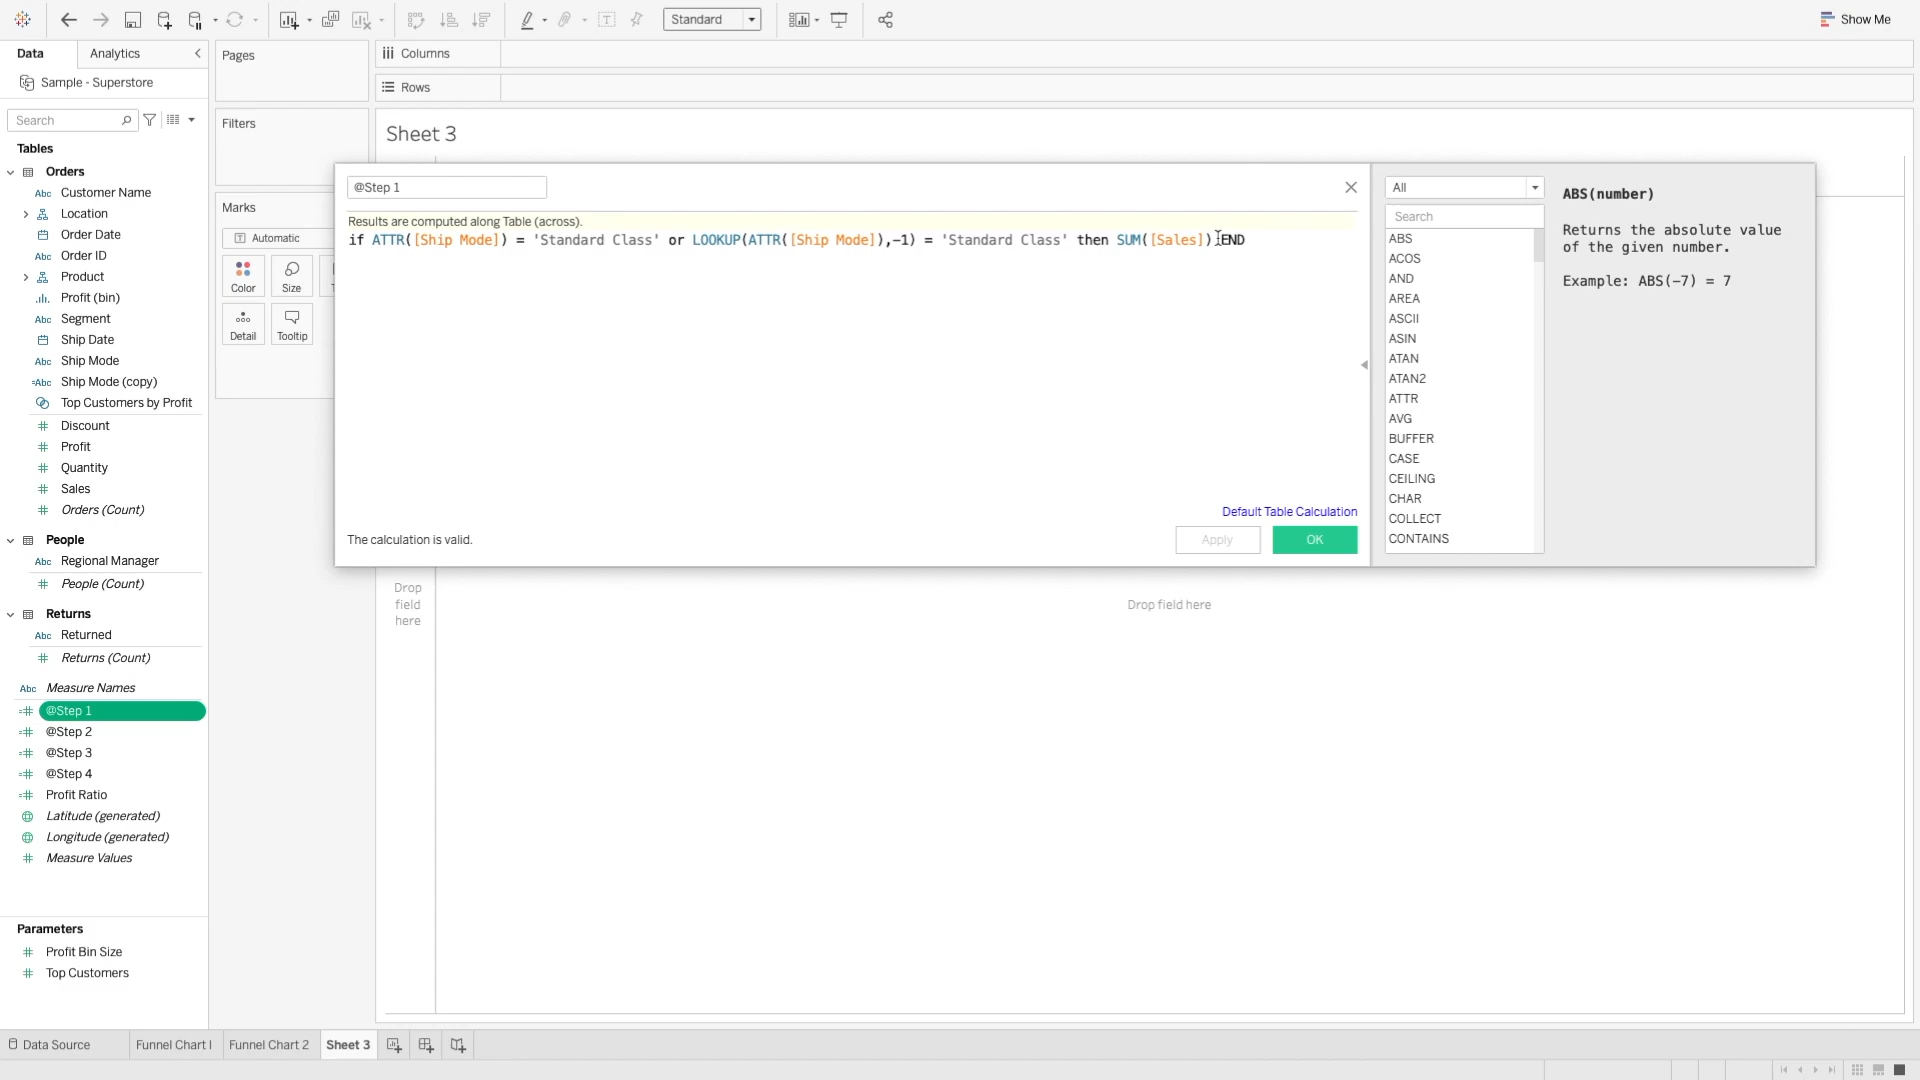 Standard
Show Me
Data
Analytics
Pages
Columns
Sample - Superstore
Rows
Search
Filters
Sheet 3
Tables
Orders
Abc Customer Name
Location
Order Date
Abc Order ID
Product
Profit (bin)
Abc Segment
Ship Date
Abc Ship Mode
=Abc Ship Mode (copy)
Top Customers by Profit
# Discount
# Profit
# Quantity
# Sales
# Orders (Count)
People
Abc Regional Manager
# People (Count)
Returns
Abc Returned
# Returns (Count)
Abc Measure Names
=# @Step 1
=# @Step 2
=# @Step 3
=# @Step 4
=# Profit Ratio
Latitude (generated)
Longitude (generated)
# Measure Values
Parameters
# Profit Bin Size
# Top Customers
Marks
Automatic
Color
Size
Detail
Tooltip
@Step 1
Results are computed along Table (across).
if ATTR([Ship Mode]) = 'Standard Class' or LOOKUP(ATTR([Ship Mode]),-1) = 'Standard Class' then SUM([Sales]) END
Default Table Calculation
The calculation is valid.
Apply
OK
All
Search
ABS
ACOS
AND
AREA
ASCII
ASIN
ATAN
ATAN2
ATTR
AVG
BUFFER
CASE
CEILING
CHAR
COLLECT
CONTAINS
ABS(number)
Returns the absolute value
of the given number.
Example: ABS(-7) = 7
Drop
field
here
Drop field here
Data Source
Funnel Chart I
Funnel Chart 2
Sheet 3